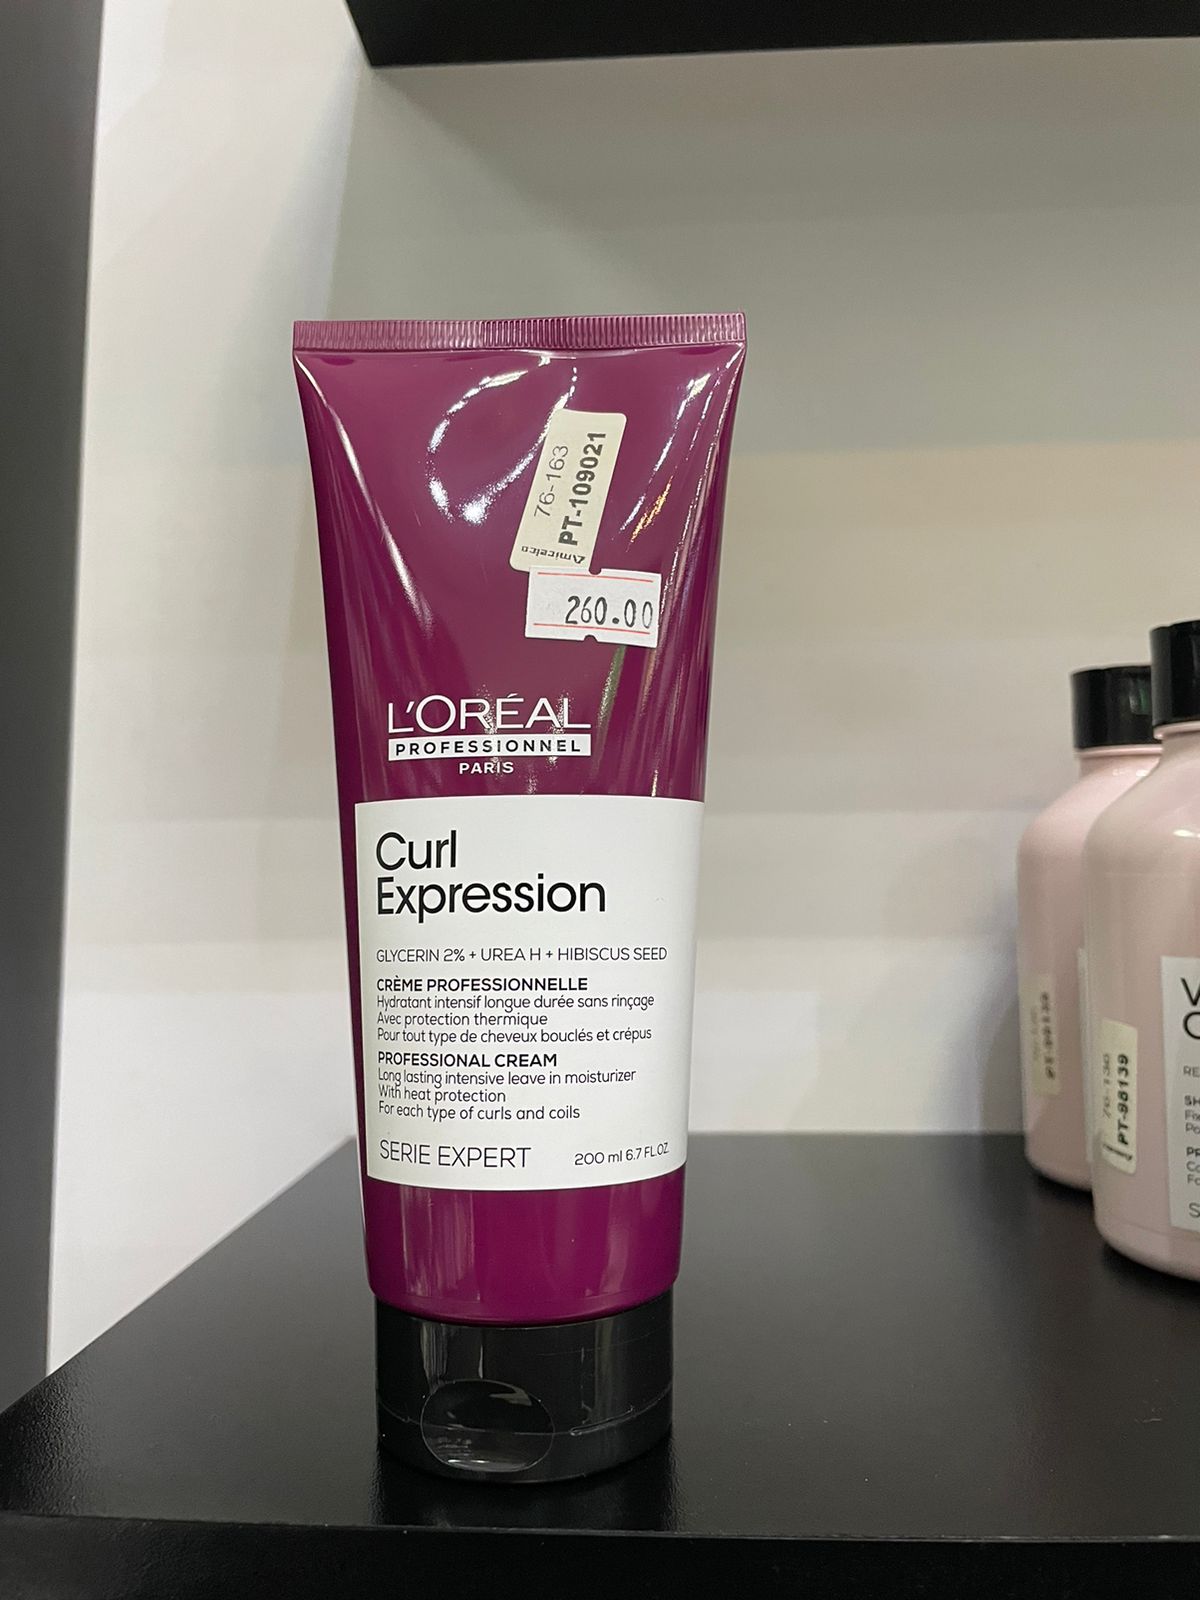 76-163
PT-109021
Amireico
260.00
L'ORÉAL
PROFESSIONNEL
PARIS
Curl
Expression
GLYCERIN 2% + UREA H + HIBISCUS SEED
CRÈME PROFESSIONNELLE
Hydratant intensif longue durée sans rinçage
Avec protection thermique
Pour tout type de cheveux bouclés et crépus
PROFESSIONAL CREAM
Long lasting intensive leave in moisturizer
With heat protection
For each type of curls and coils
SERIE EXPERT
200 ml 6.7 FL.OZ.
76-136
PT-98139